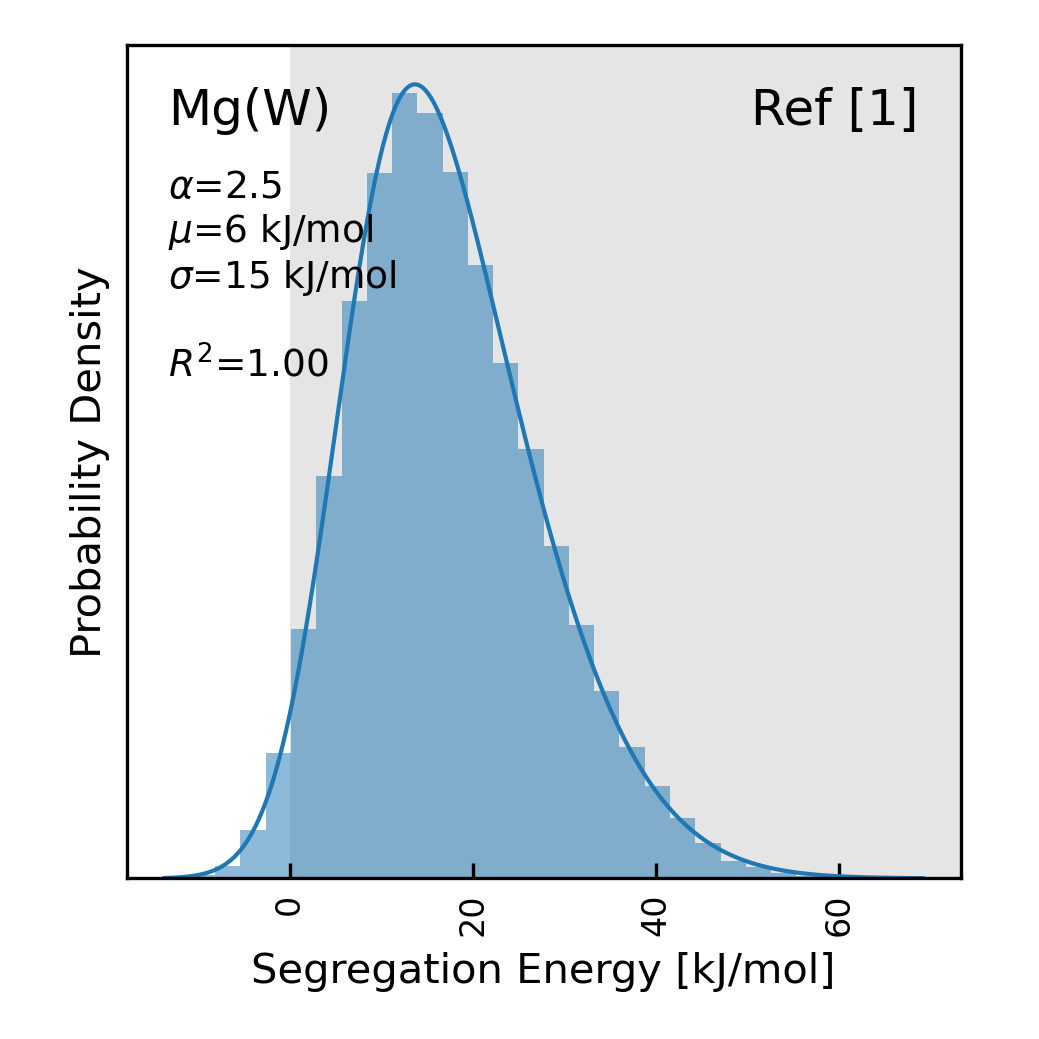 Mg(W)
Ref [1]
α=2.5
μ=6 kJ/mol
σ=15 kJ/mol
R²=1.00
Probability Density
0
20
40
60
Segregation Energy [kJ/mol]